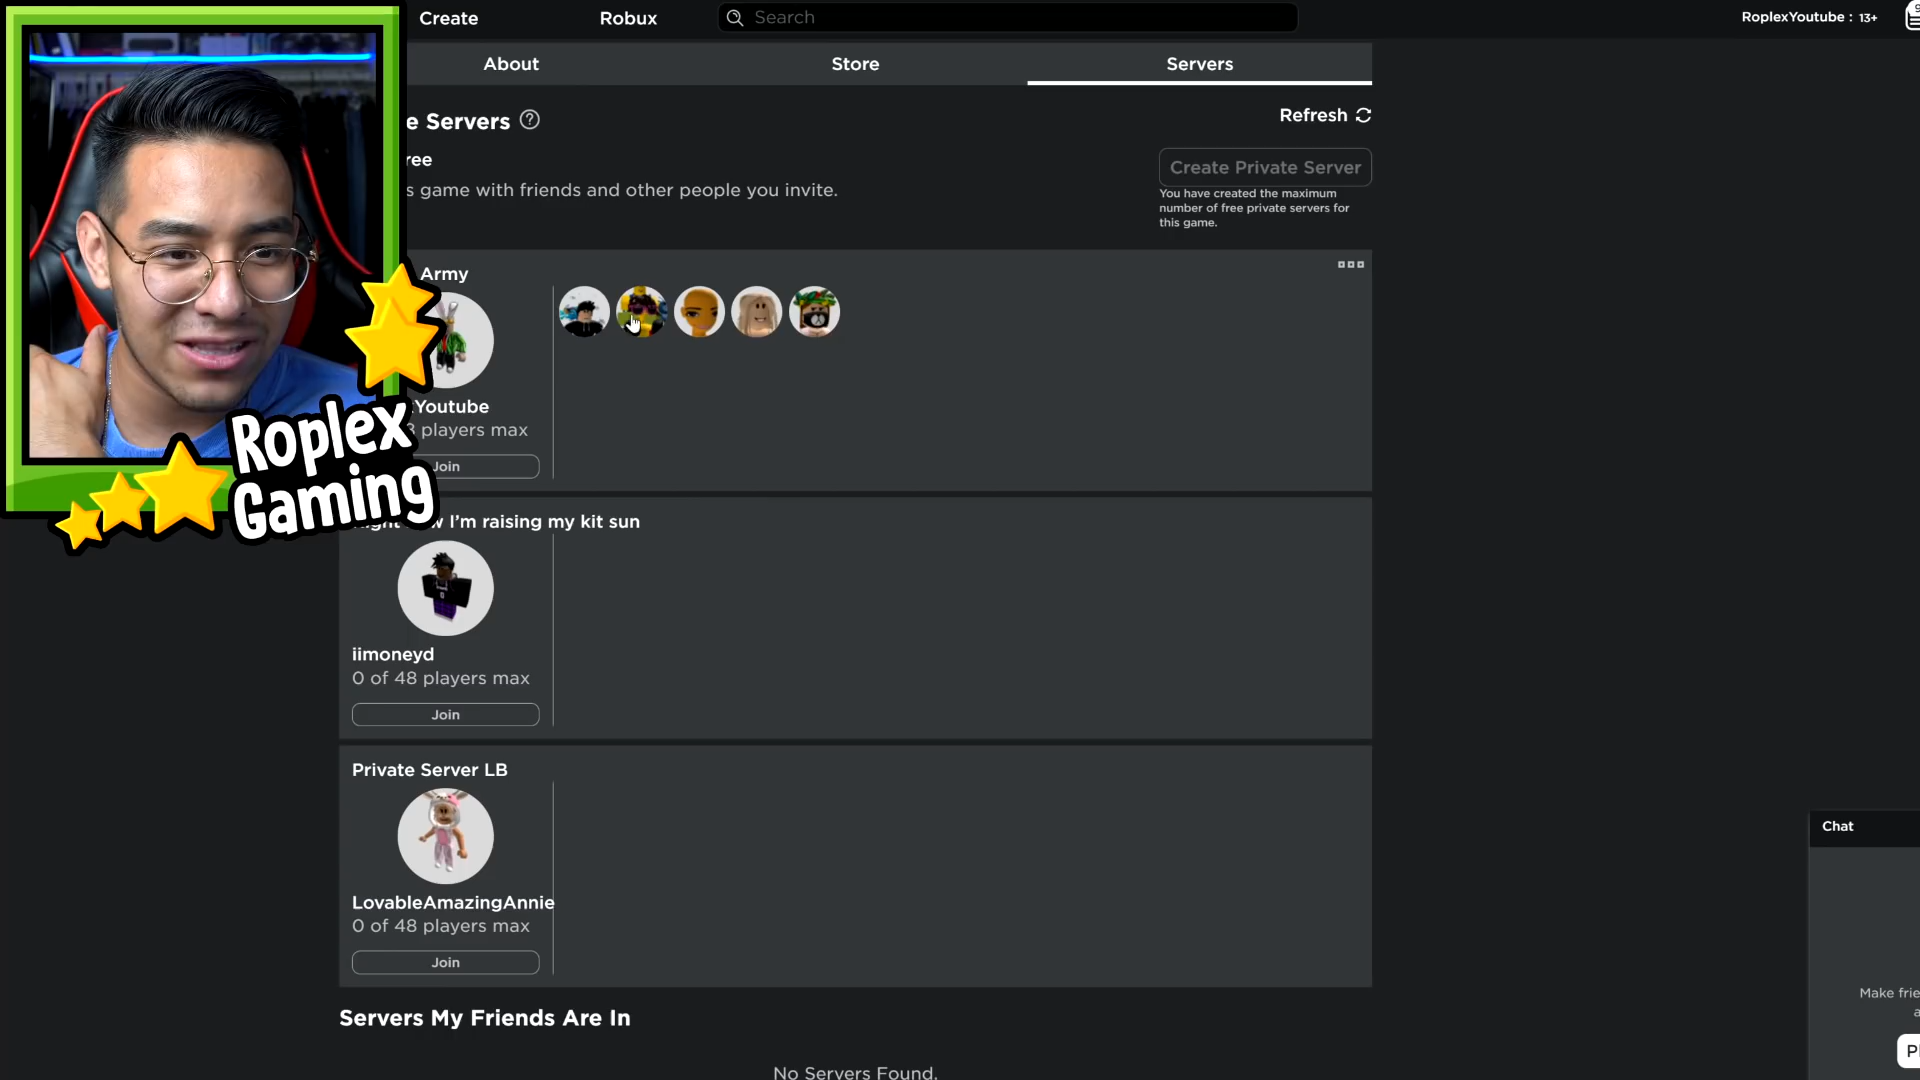 Create
Robux
Search
RoplexYoutube : 13+
About
Store
Servers
e Servers
Refresh
ree
s game with friends and other people you invite.
Create Private Server
You have created the maximum
number of free private servers for
this game.
Army
Youtube
players max
Join
Roplex
Gaming
I'm raising my kit sun
iimoneyd
0 of 48 players max
Join
Private Server LB
LovableAmazingAnnie
0 of 48 players max
Join
Servers My Friends Are In
No Servers Found.
Chat
Make frie